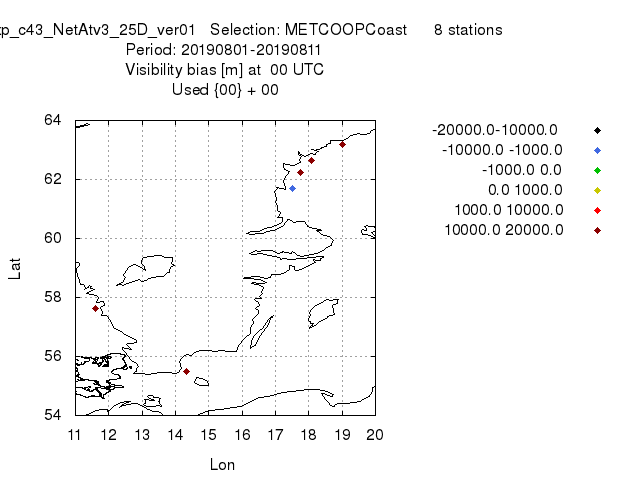 xp_c43_NetAtv3_25D_ver01 Selection: METCOOPCoast 8 stations
Period: 20190801-20190811
Visibility bias [m] at 00 UTC
Used {00} + 00
64
62
60
58
56
54
Lat
11 12 13 14 15 16 17 18 19 20
Lon
-20000.0-10000.0
-10000.0 -1000.0
-1000.0 0.0
0.0 1000.0
1000.0 10000.0
10000.0 20000.0